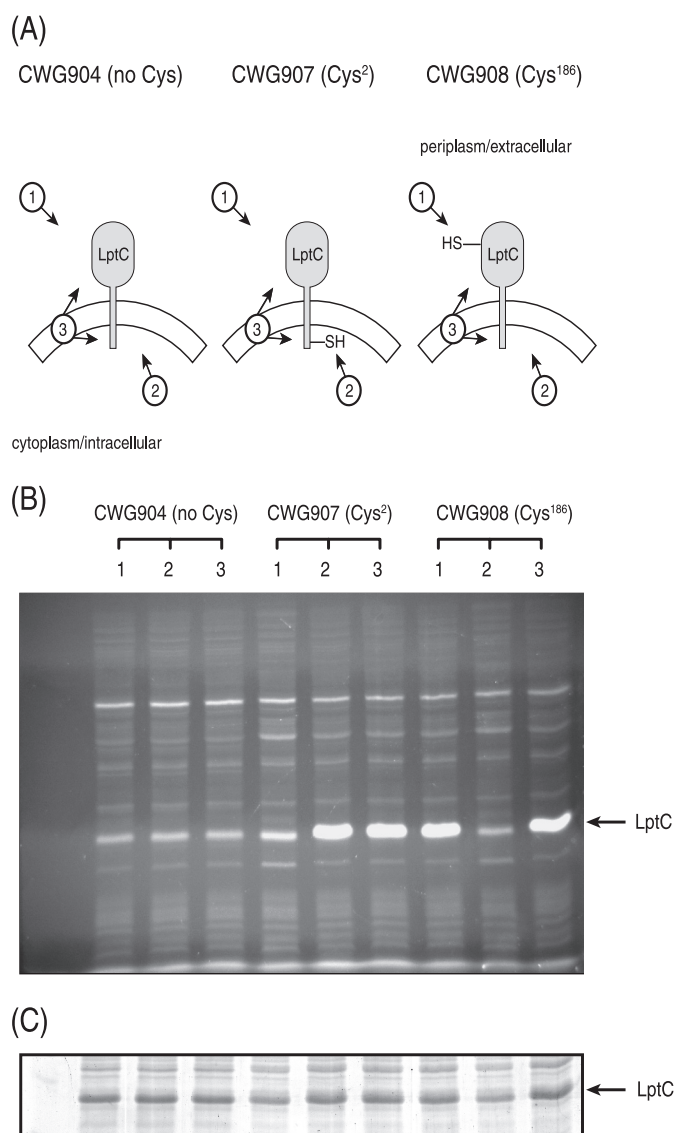 (A)
CWG904 (no Cys) CWG907 (Cys²) CWG908 (Cys¹⁸⁶)
periplasm/extracellular
1 1 1
HS
LptC LptC LptC
3 3 3
SH
2 2 2
cytoplasm/intracellular
(B)
CWG904 (no Cys) CWG907 (Cys²) CWG908 (Cys¹⁸⁶)
1 2 3 1 2 3 1 2 3
LptC
(C)
LptC